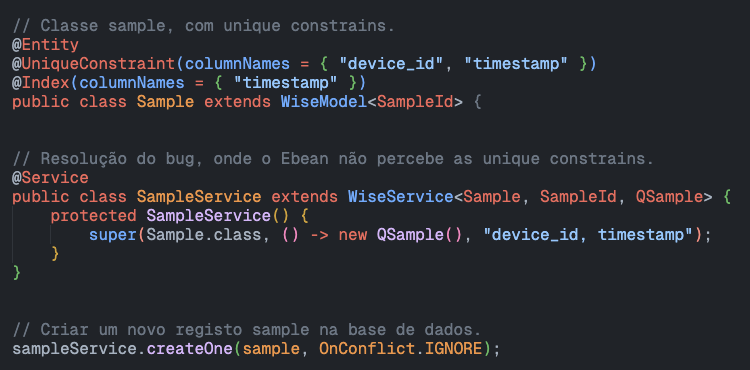 // Classe sample, com unique constrains.
@Entity
@UniqueConstraint(columnNames = { "device_id", "timestamp" })
@Index(columnNames = { "timestamp" })
public class Sample extends WiseModel<SampleId> {
// Resolução do bug, onde o Ebean não percebe as unique constrains.
@Service
public class SampleService extends WiseService<Sample, SampleId, QSample> {
    protected SampleService() {
        super(Sample.class, () -> new QSample(), "device_id, timestamp");
    }
}
// Criar um novo registo sample na base de dados.
sampleService.createOne(sample, OnConflict.IGNORE);